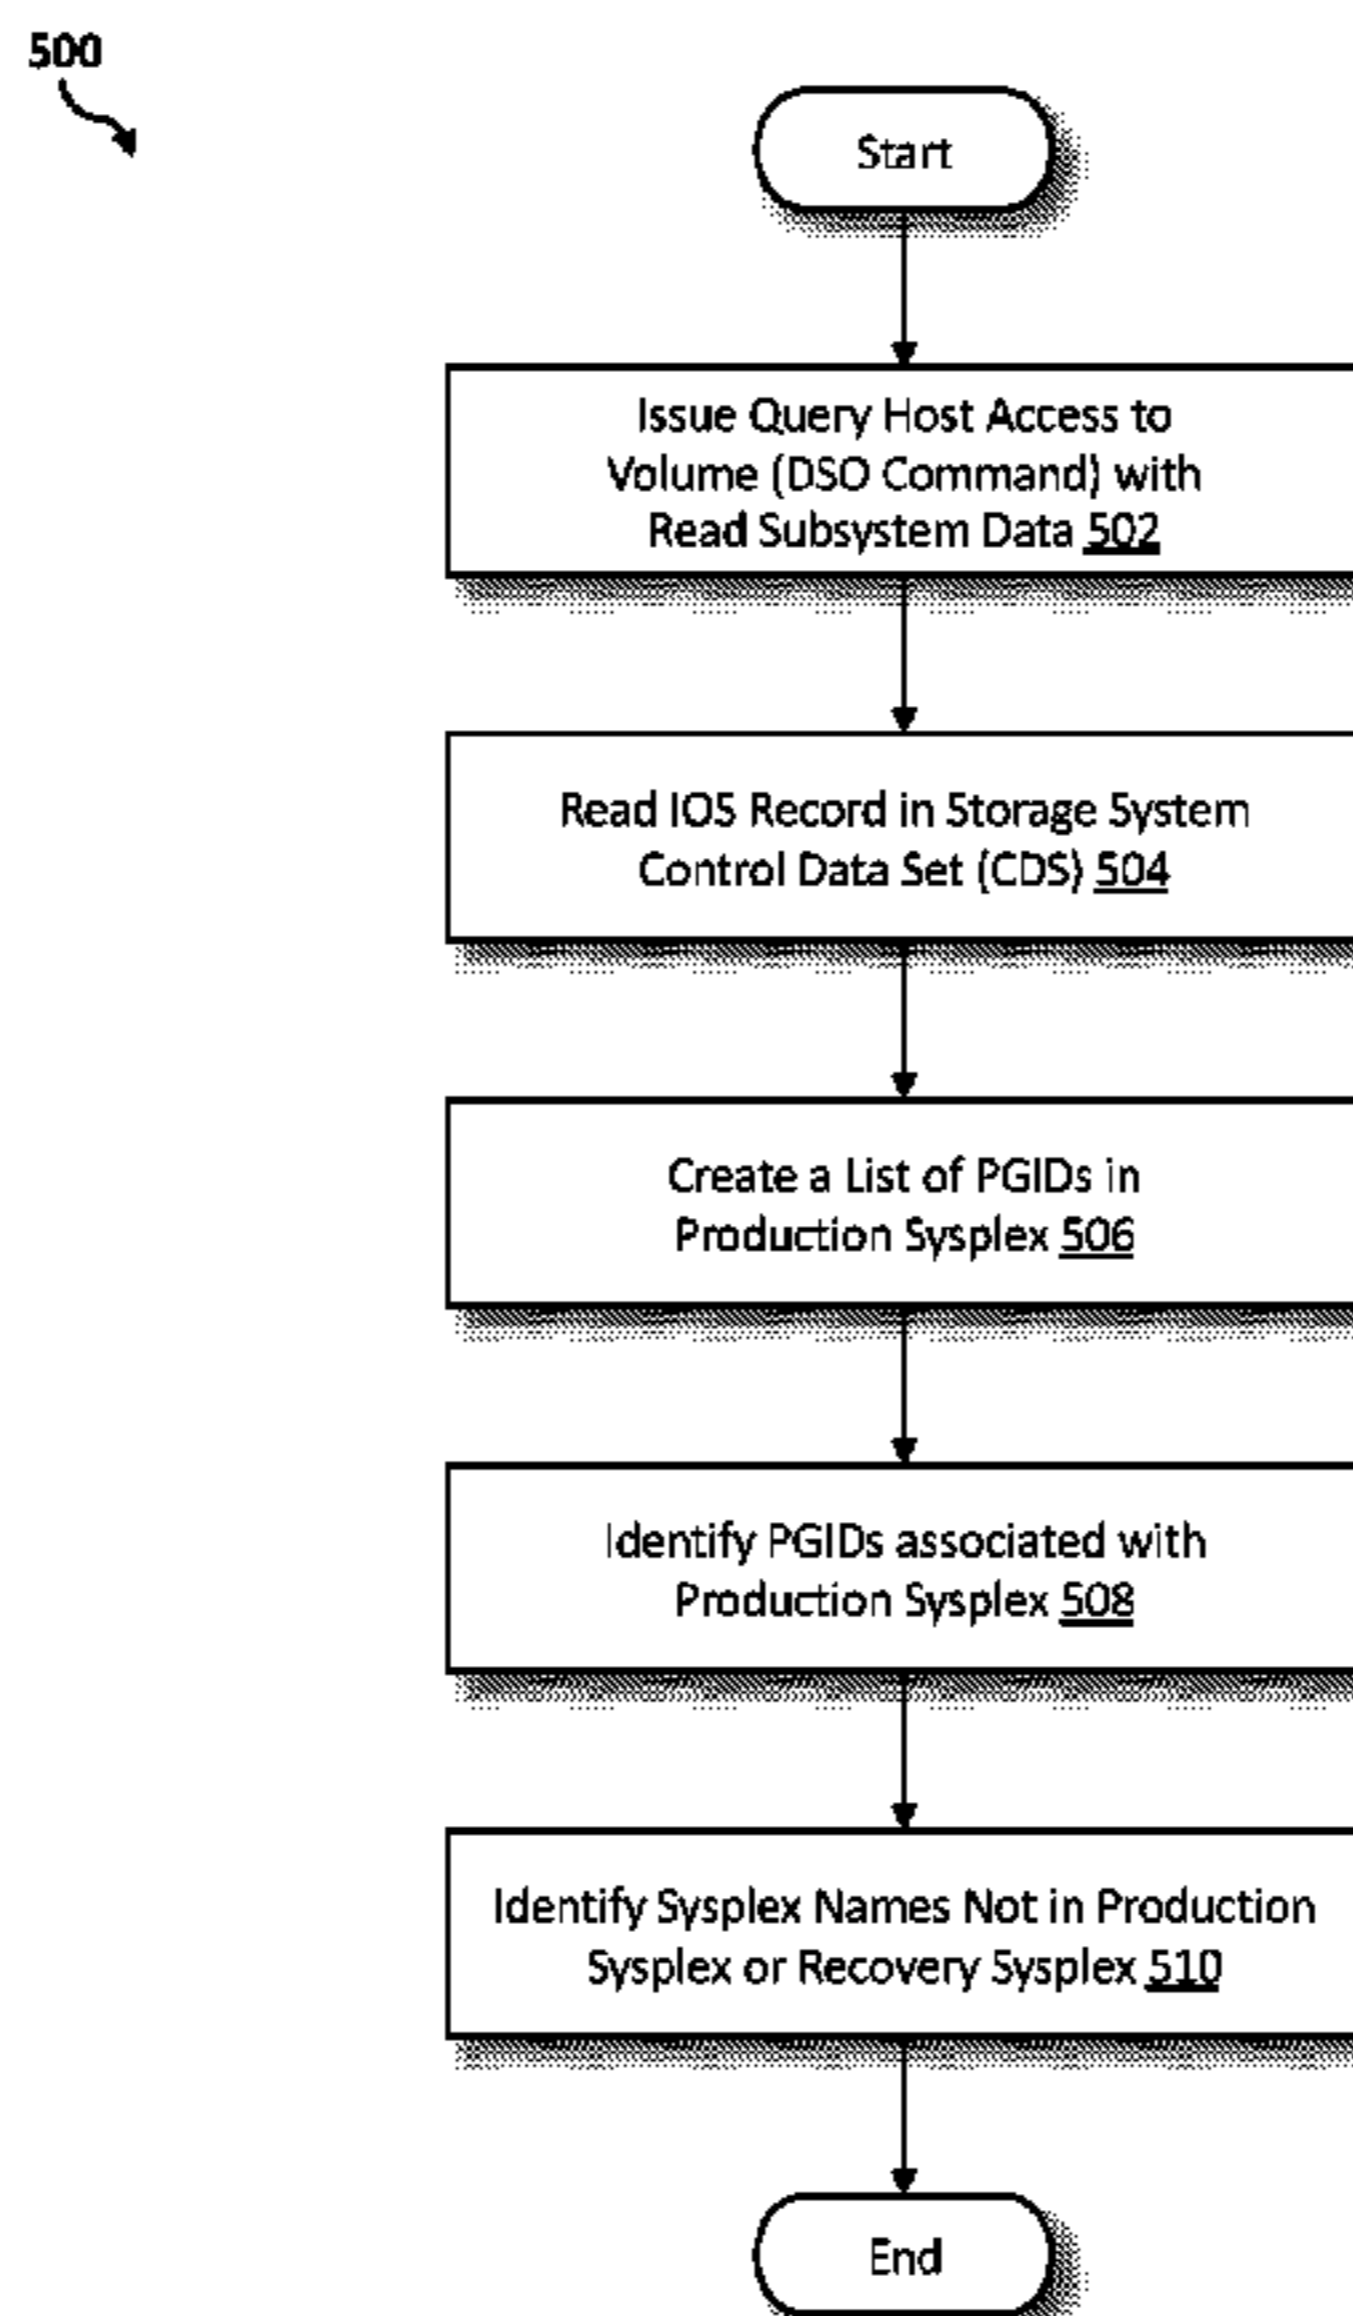 500
Start
Issue Query Host Access to
Volume (DSO Command) with
Read Subsystem Data 502
Read IOS Record in Storage System
Control Data Set (CDS) 504
Create a List of PGIDs in
Production Sysplex 506
Identify PGIDs associated with
Production Sysplex 508
Identify Sysplex Names Not in Production
Sysplex or Recovery Sysplex 510
End